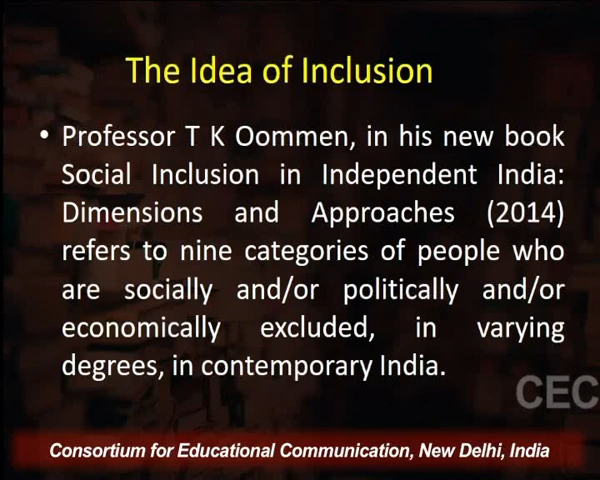 The Idea of Inclusion
• Professor T K Oommen, in his new book
Social Inclusion in Independent India:
Dimensions and Approaches (2014)
refers to nine categories of people who
are socially and/or politically and/or
economically excluded, in varying
degrees, in contemporary India.
CEC
Consortium for Educational Communication, New Delhi, India